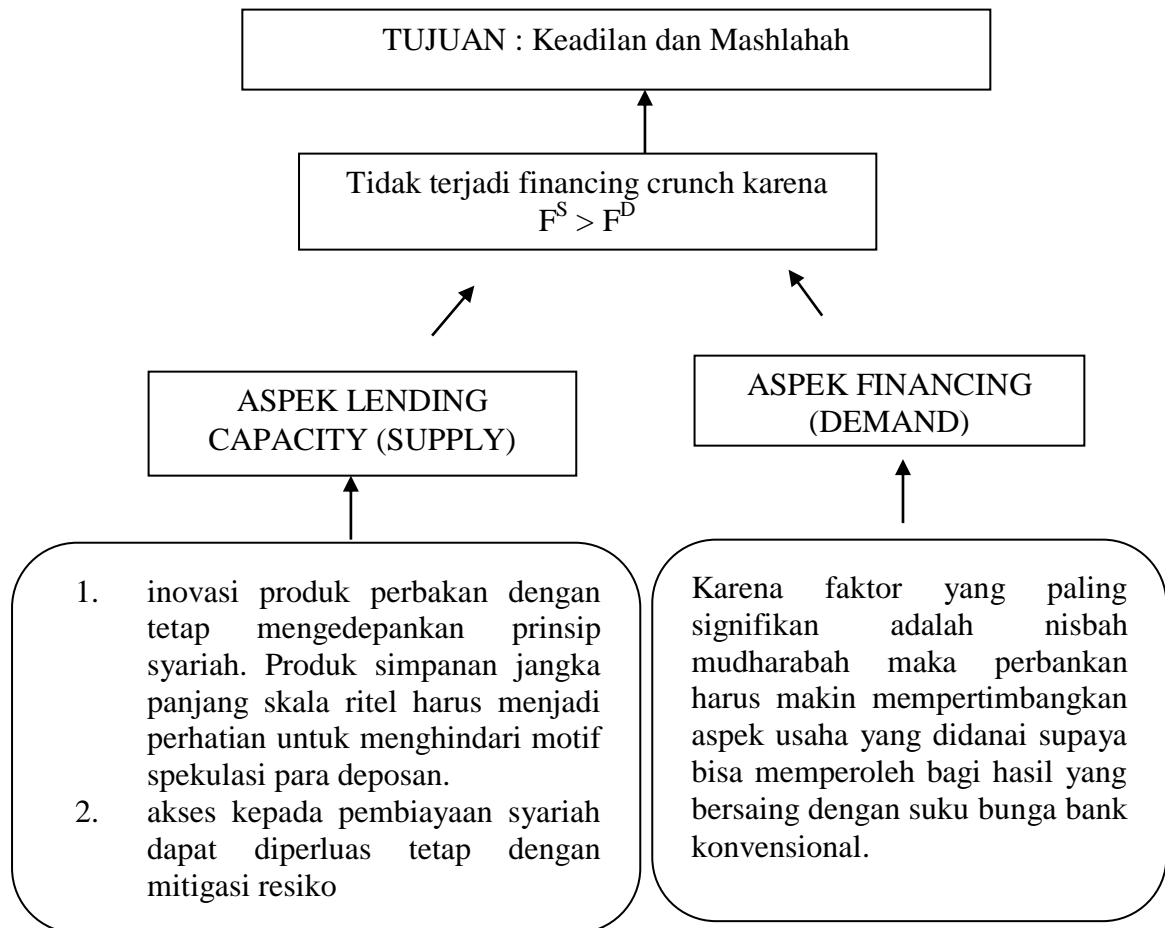 TUJUAN : Keadilan dan Mashlahah
Tidak terjadi financing crunch karena
F^S > F^D
ASPEK LENDING
CAPACITY (SUPPLY)
ASPEK FINANCING
(DEMAND)
1. inovasi produk perbakan dengan
tetap mengedepankan prinsip
syariah. Produk simpanan jangka
panjang skala ritel harus menjadi
perhatian untuk menghindari motif
spekulasi para deposan.
2. akses kepada pembiayaan syariah
dapat diperluas tetap dengan
mitigasi resiko
Karena faktor yang paling
signifikan adalah nisbah
mudharabah maka perbankan
harus makin mempertimbangkan
aspek usaha yang didanai supaya
bisa memperoleh bagi hasil yang
bersaing dengan suku bunga bank
konvensional.